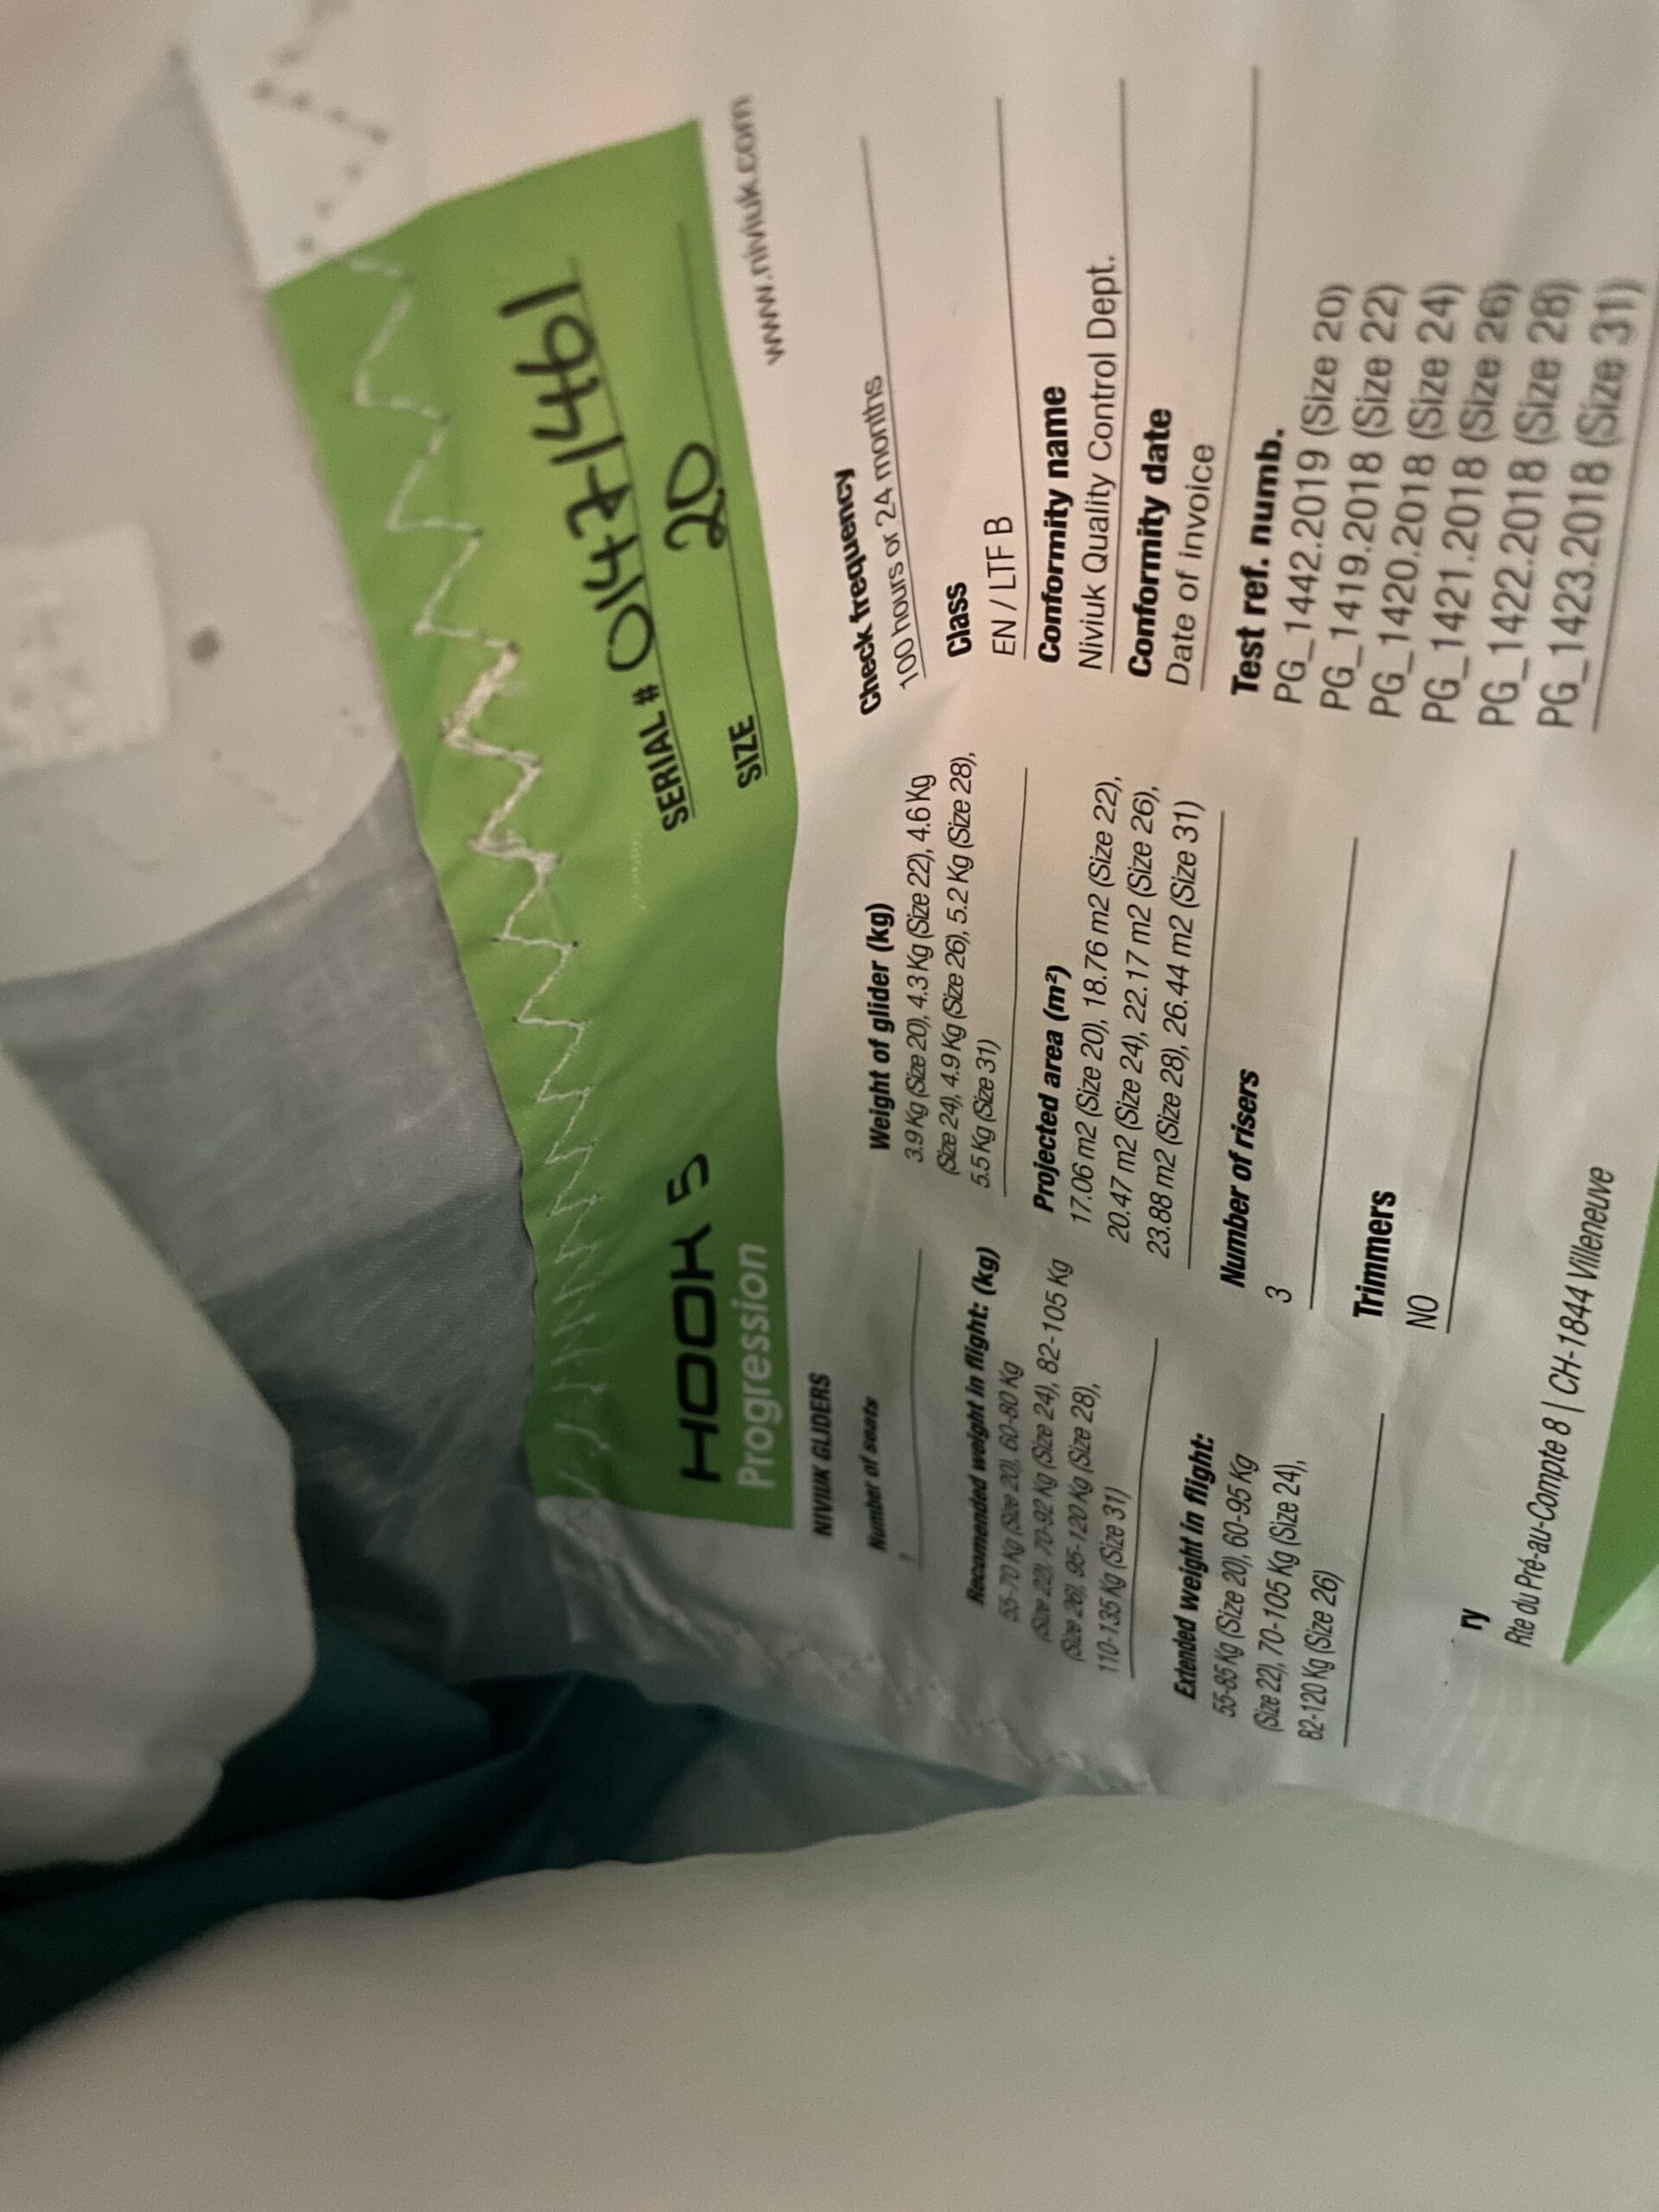 HOOK 5
Progression
SERIAL # 0147-1461
SIZE 20
www.niviuk.com
NIVIUK GLIDERS
Number of seats
1
Recomended weight in flight: (kg)
55-70 Kg (Size 20), 60-80 Kg
(Size 22), 70-92 Kg (Size 24), 82-105 Kg
(Size 26), 95-120 Kg (Size 28),
110-135 Kg (Size 31)
Extended weight in flight:
55-85 Kg (Size 20), 60-95 Kg
(Size 22), 70-105 Kg (Size 24),
82-120 Kg (Size 26)
Weight of glider (kg)
3.9 Kg (Size 20), 4.3 Kg (Size 22), 4.6 Kg
(Size 24), 4.9 Kg (Size 26), 5.2 Kg (Size 28),
5.5 Kg (Size 31)
Projected area (m²)
17.06 m2 (Size 20), 18.76 m2 (Size 22),
20.47 m2 (Size 24), 22.17 m2 (Size 26),
23.88 m2 (Size 28), 26.44 m2 (Size 31)
Number of risers
3
Trimmers
NO
Check frequency
100 hours or 24 months
Class
EN / LTF B
Conformity name
Niviuk Quality Control Dept.
Conformity date
Date of invoice
Test ref. numb.
PG_1442.2019 (Size 20)
PG_1419.2018 (Size 22)
PG_1420.2018 (Size 24)
PG_1421.2018 (Size 26)
PG_1422.2018 (Size 28)
PG_1423.2018 (Size 31)
ry
Rte du Pré-au-Compte 8 | CH-1844 Villeneuve